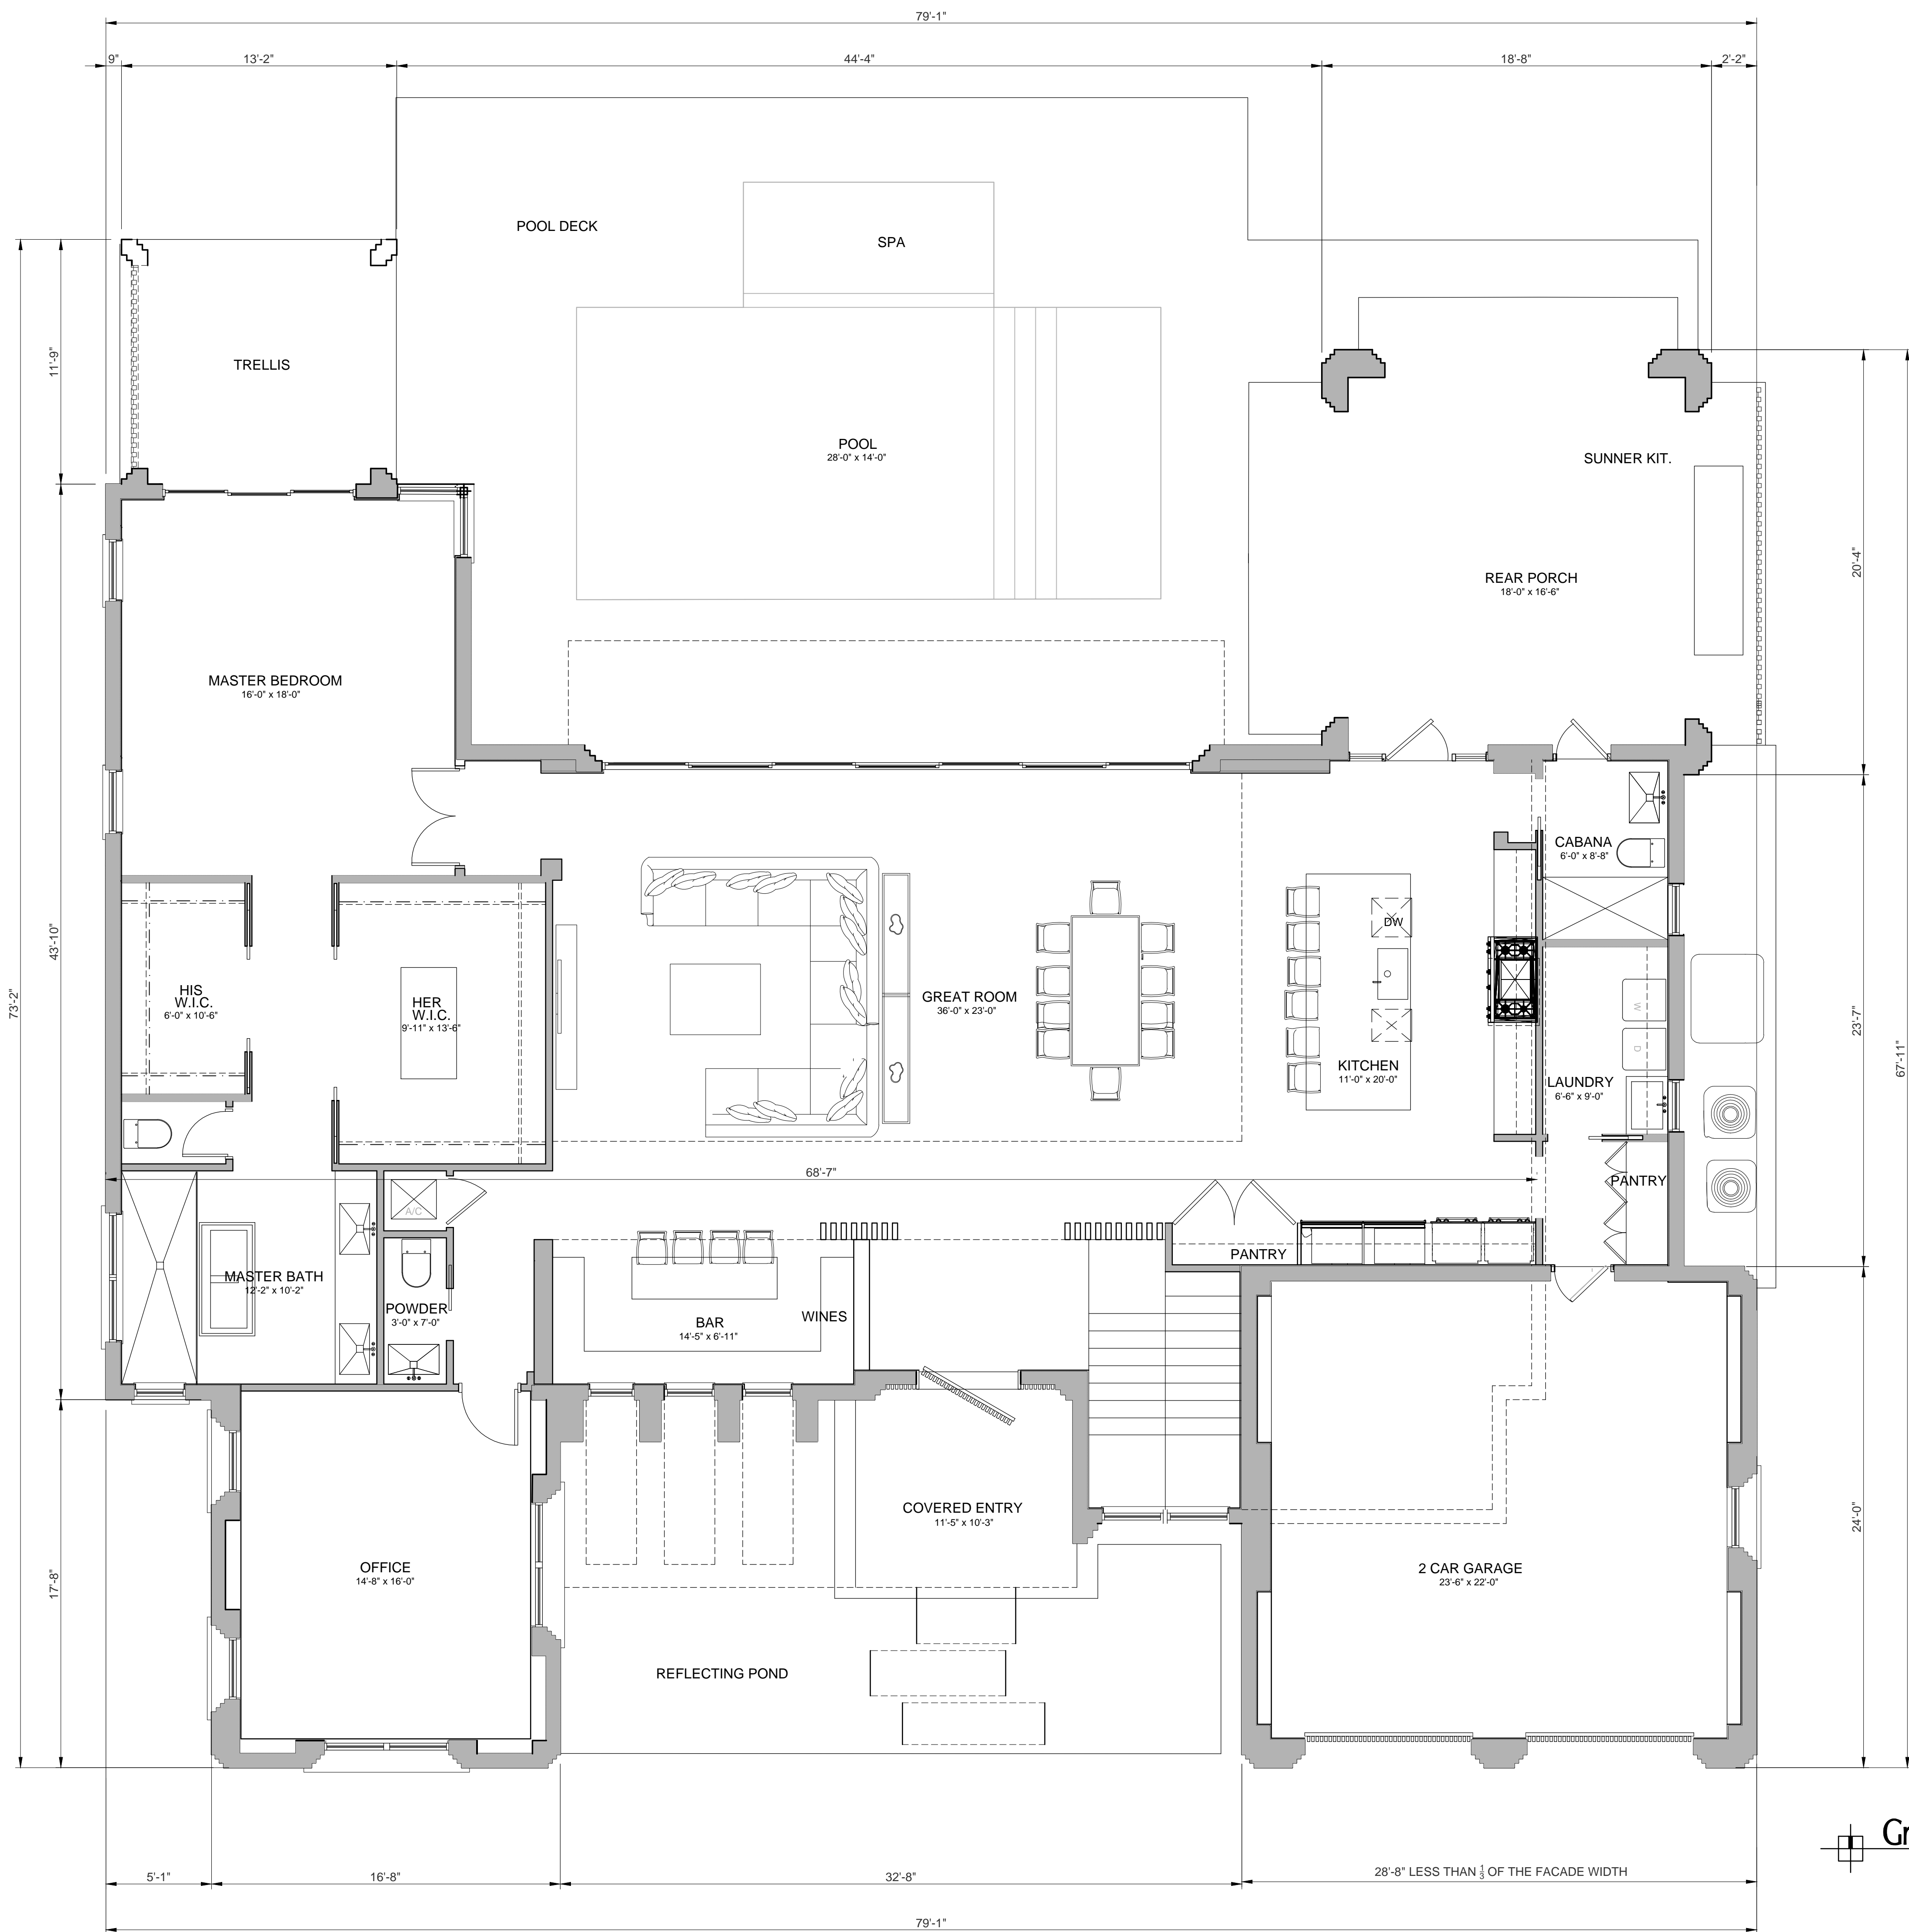 79'-1"
9"
13'-2"
44'-4"
18'-8"
2'-2"
POOL DECK
SPA
TRELLIS
11'-9"
POOL
28'-0" x 14'-0"
SUNNER KIT.
REAR PORCH
18'-0" x 16'-6"
20'-4"
MASTER BEDROOM
16'-0" x 18'-0"
CABANA
6'-0" x 8'-8"
DW
43'-10"
73'-2"
HIS
W.I.C.
6'-0" x 10'-6"
HER
W.I.C.
9'-11" x 13'-6"
GREAT ROOM
36'-0" x 23'-0"
KITCHEN
11'-0" x 20'-0"
W
D
LAUNDRY
6'-6" x 9'-0"
23'-7"
67'-11"
68'-7"
PANTRY
A/C
PANTRY
MASTER BATH
12'-2" x 10'-2"
POWDER
3'-0" x 7'-0"
BAR
14'-5" x 6'-11"
WINES
COVERED ENTRY
11'-5" x 10'-3"
24'-0"
OFFICE
14'-8" x 16'-0"
2 CAR GARAGE
23'-6" x 22'-0"
17'-8"
REFLECTING POND
Gr
5'-1"
16'-8"
32'-8"
28'-8" LESS THAN 1/3 OF THE FACADE WIDTH
79'-1"